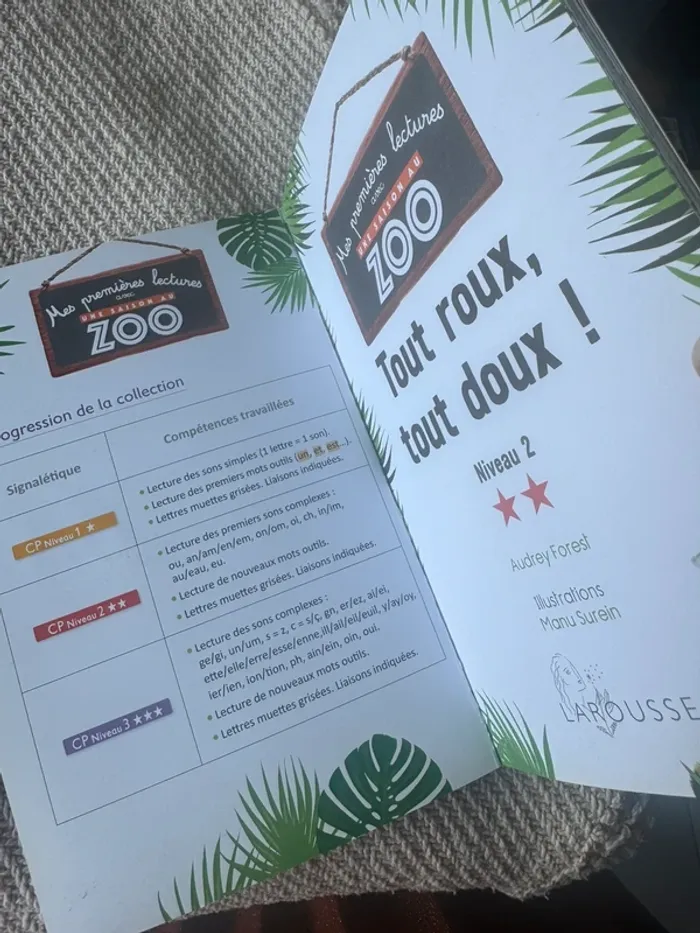 Mes premières lectures
avec
UNE SAISON AU
ZOO
ogression de la collection
Signalétique
Compétences travaillées
CP Niveau 1 ★
• Lecture des sons simples (1 lettre = 1 son).
• Lecture des premiers mots outils (un, et, est...).
• Lettres muettes grisées. Liaisons indiquées.
CP Niveau 2 ★★
• Lecture des premiers sons complexes :
ou, an/am/en/em, on/om, oi, ch, in/im,
au/eau, eu.
• Lecture de nouveaux mots outils.
• Lettres muettes grisées. Liaisons indiquées.
CP Niveau 3 ★★★
• Lecture des sons complexes :
ge/gi, un/um, s = z, c = s/ç, gn, er/ez, ai/ei,
ette/elle/erre/esse/enne,ill/ail/eil/euil, y/ay/oy,
ier/ien, ion/tion, ph, ain/ein, oin, oui.
• Lecture de nouveaux mots outils.
• Lettres muettes grisées. Liaisons indiquées.
Mes premières lectures
avec
UNE SAISON AU
ZOO
Tout roux,
tout doux !
Niveau 2
★★
Audrey Forest
Illustrations
Manu Surein
LAROUSSE